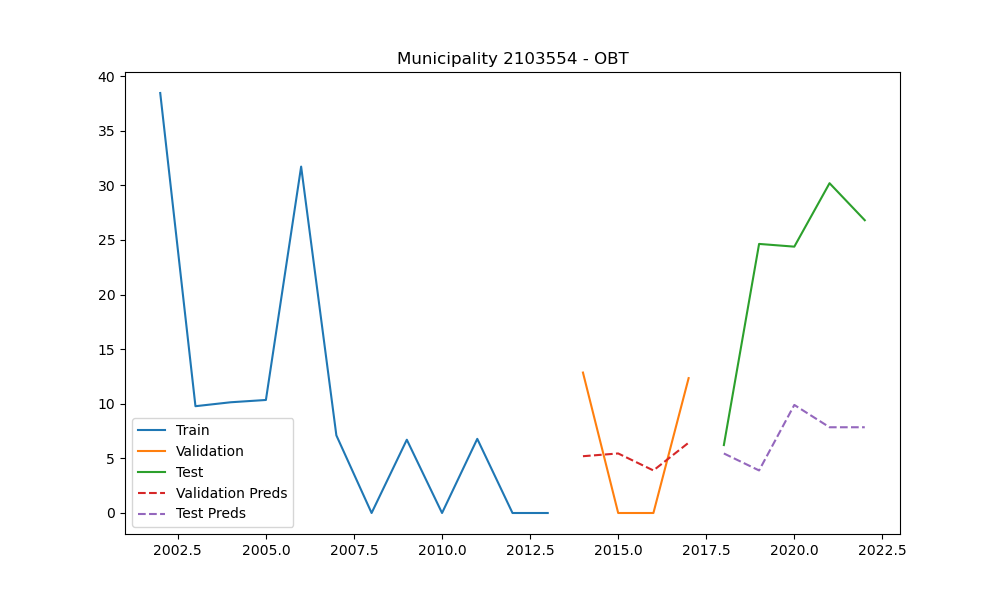 Municipality 2103554 - OBT
40
35
30
25
20
15
10
5
0
Train
Validation
Test
Validation Preds
Test Preds
2002.5 2005.0 2007.5 2010.0 2012.5 2015.0 2017.5 2020.0 2022.5